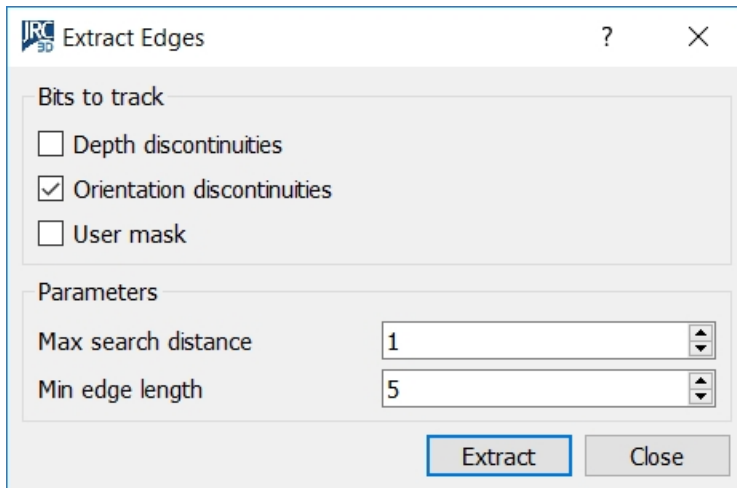 JRC 3D Extract Edges ?
Bits to track
Depth discontinuities
Orientation discontinuities
User mask
Parameters
Max search distance 1
Min edge length 5
Extract Close